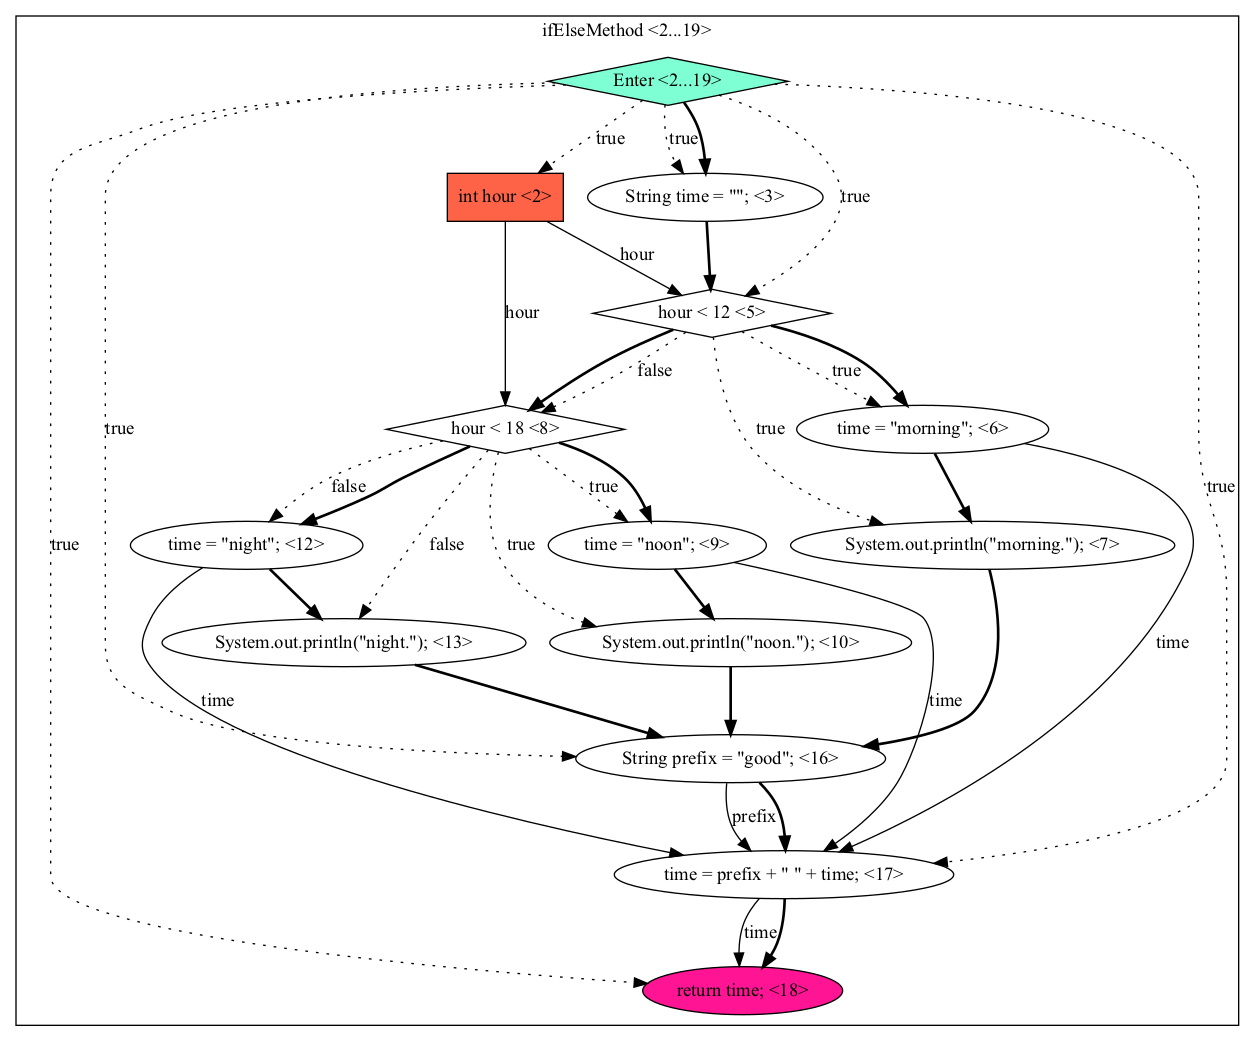 ifElseMethod <2...19>
Enter <2...19>
true
true
int hour <2>
String time = ""; <3>
true
hour
hour
hour < 12 <5>
false
true
true
hour < 18 <8>
true
time = "morning"; <6>
false
true
true
true
false
true
time = "night"; <12>
time = "noon"; <9>
System.out.println("morning."); <7>
System.out.println("night."); <13>
System.out.println("noon."); <10>
time
time
time
String prefix = "good"; <16>
prefix
time = prefix + " " + time; <17>
time
return time; <18>